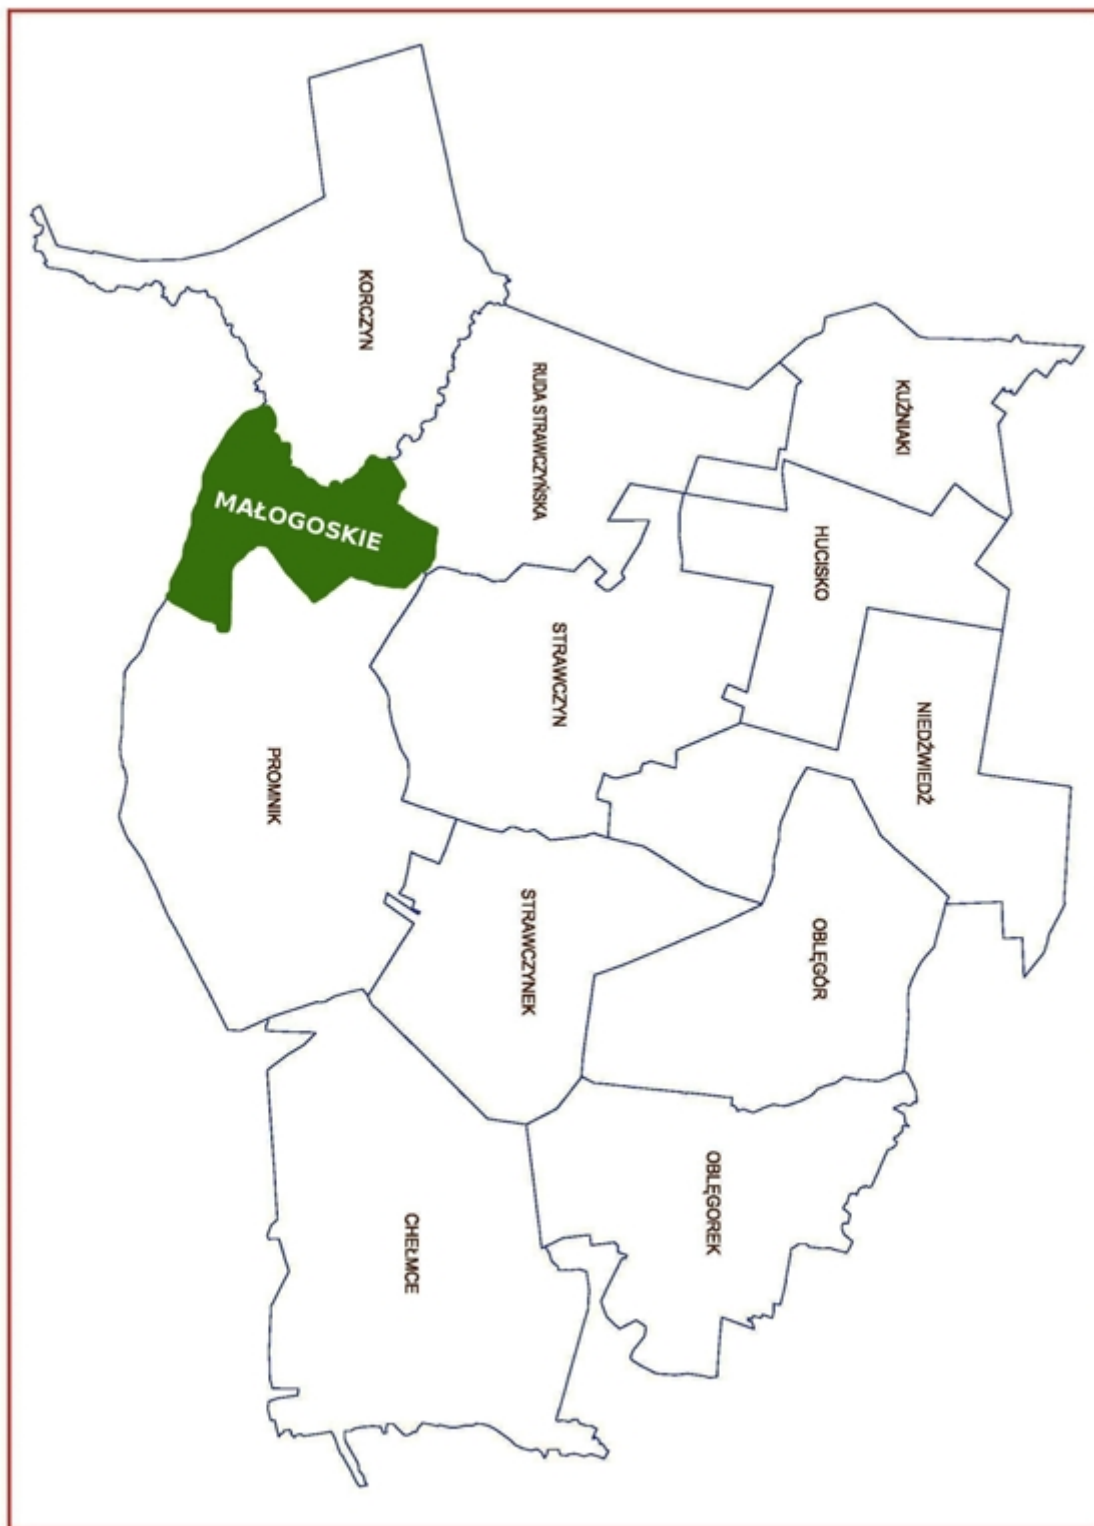 KORCZYN
RUDA STRAWCZYŃSKA
KUŹNIAKI
MAŁOGOSKIE
HUCISKO
STRAWCZYN
NIEDŹWIEDŹ
PROMNIK
STRAWCZYNEK
OBLĘGÓR
OBLĘGOREK
CHEŁMCE